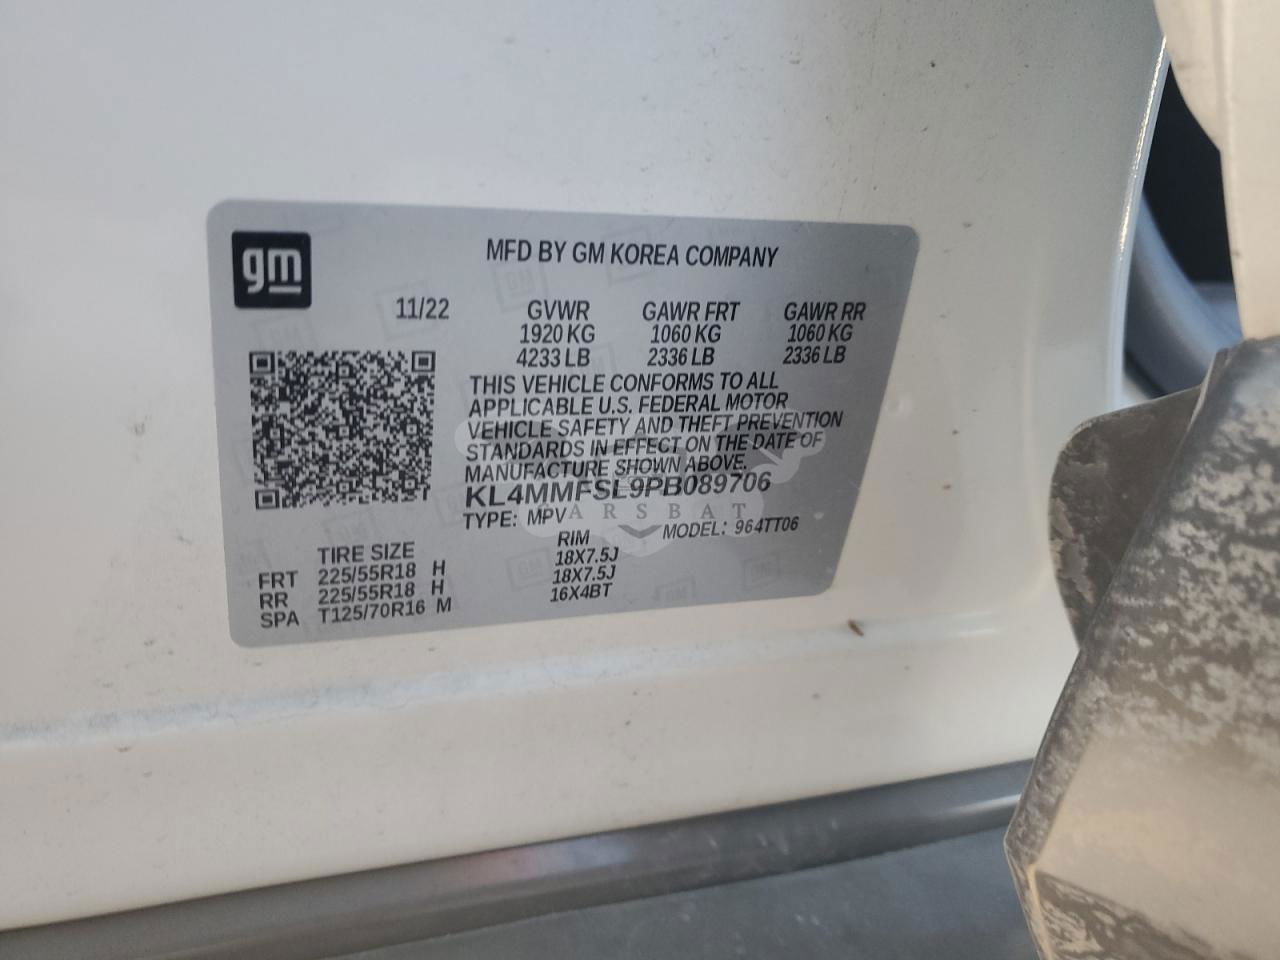 gm
MFD BY GM KOREA COMPANY
11/22 GVWR GAWR FRT GAWR RR
1920 KG 1060 KG 1060 KG
4233 LB 2336 LB 2336 LB
THIS VEHICLE CONFORMS TO ALL
APPLICABLE U.S. FEDERAL MOTOR
VEHICLE SAFETY AND THEFT PREVENTION
STANDARDS IN EFFECT ON THE DATE OF
MANUFACTURE SHOWN ABOVE.
KL4MMFSL9PB089706
CARSBAT
TYPE: MPV MODEL: 964TT06
TIRE SIZE RIM
FRT 225/55R18 H 18X7.5J
RR 225/55R18 H 18X7.5J
SPA T125/70R16 M 16X4BT